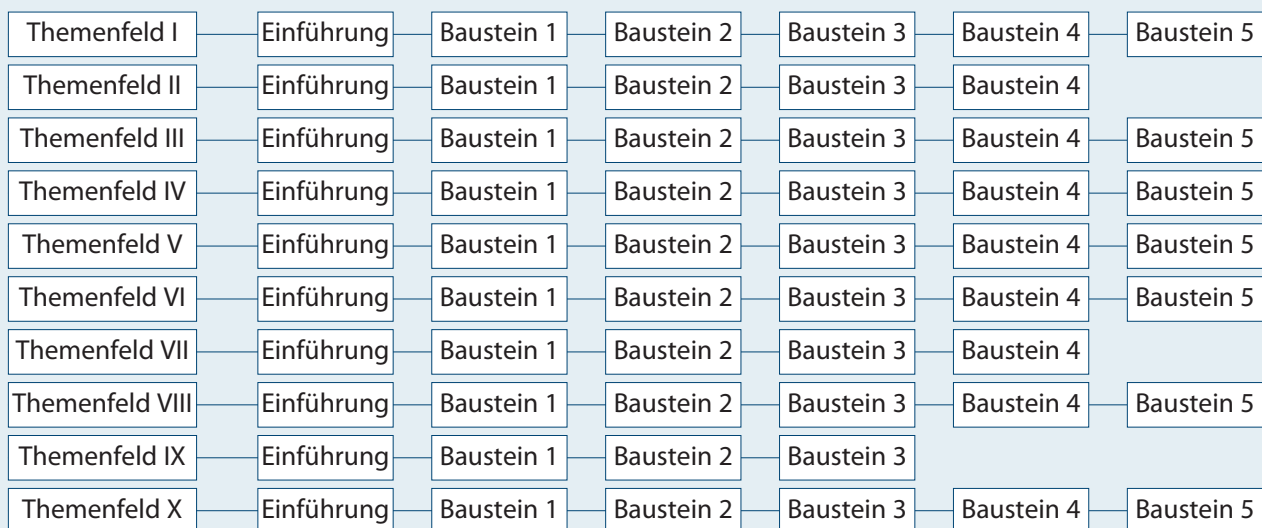 Themenfeld I Einführung Baustein 1 Baustein 2 Baustein 3 Baustein 4 Baustein 5
Themenfeld II Einführung Baustein 1 Baustein 2 Baustein 3 Baustein 4
Themenfeld III Einführung Baustein 1 Baustein 2 Baustein 3 Baustein 4 Baustein 5
Themenfeld IV Einführung Baustein 1 Baustein 2 Baustein 3 Baustein 4 Baustein 5
Themenfeld V Einführung Baustein 1 Baustein 2 Baustein 3 Baustein 4 Baustein 5
Themenfeld VI Einführung Baustein 1 Baustein 2 Baustein 3 Baustein 4 Baustein 5
Themenfeld VII Einführung Baustein 1 Baustein 2 Baustein 3 Baustein 4
Themenfeld VIII Einführung Baustein 1 Baustein 2 Baustein 3 Baustein 4 Baustein 5
Themenfeld IX Einführung Baustein 1 Baustein 2 Baustein 3
Themenfeld X Einführung Baustein 1 Baustein 2 Baustein 3 Baustein 4 Baustein 5